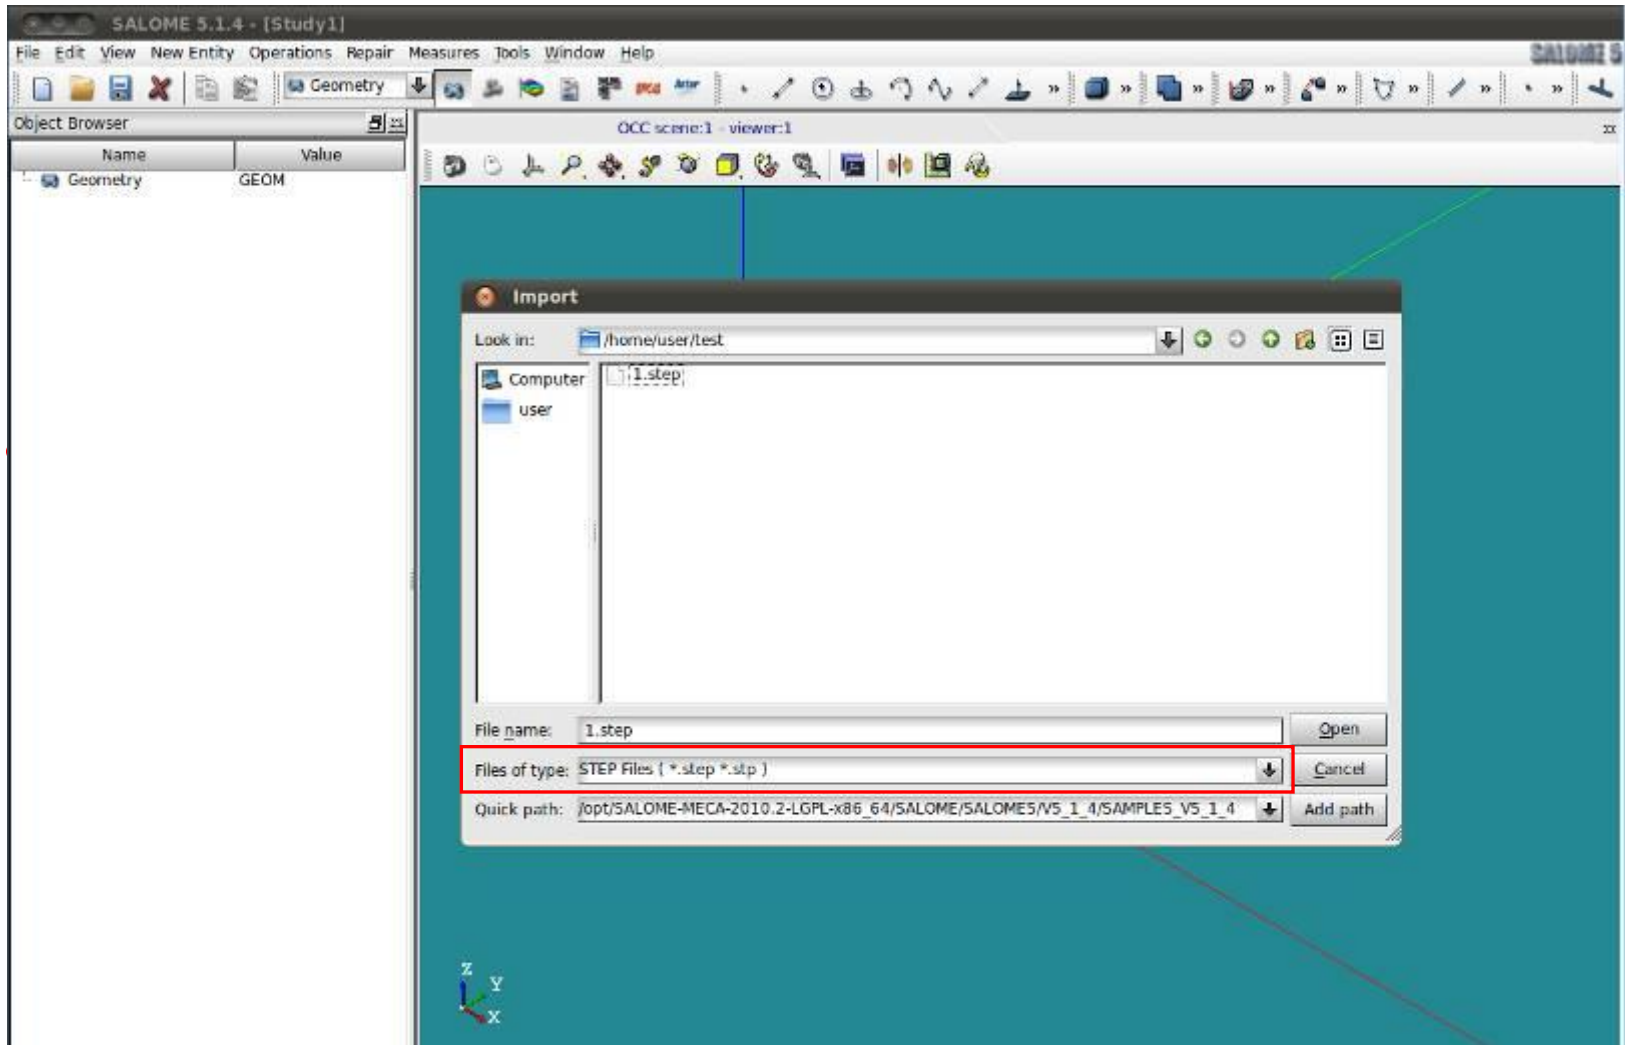 SALOME 5.1.4 - [Study1]
File Edit View New Entity Operations Repair Measures Tools Window Help
SALOME 5
Geometry
Object Browser
OCC scene:1 - viewer:1
Name Value
Geometry GEOM
Import
Look in: /home/user/test
Computer
1.step
user
File name: 1.step Open
Files of type: STEP Files ( *.step *.stp ) Cancel
Quick path: /opt/SALOME-MECA-2010.2-LGPL-x86_64/SALOME/SALOME5/V5_1_4/SAMPLES_V5_1_4 Add path
Z
Y
X